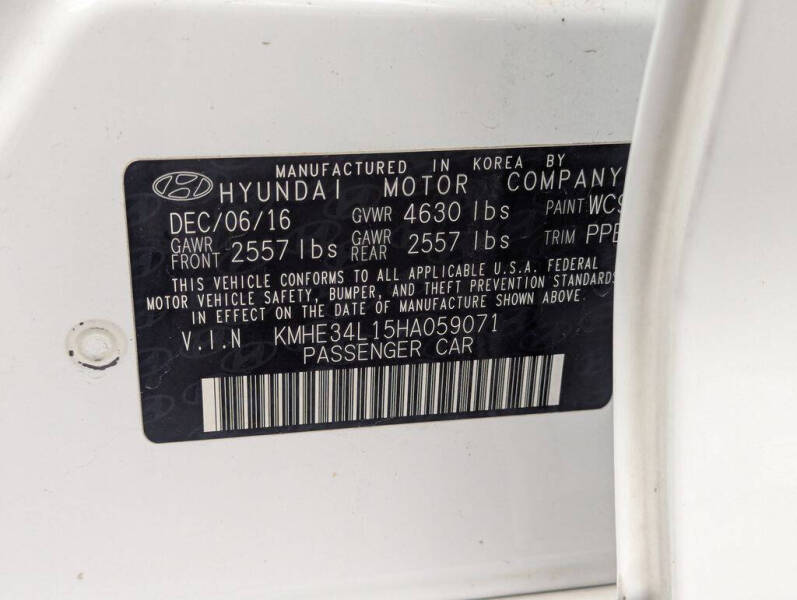 MANUFACTURED IN KOREA BY
HYUNDAI MOTOR COMPANY
DEC/06/16 GVWR 4630 lbs PAINT WC9
GAWR FRONT 2557 lbs GAWR REAR 2557 lbs TRIM PPB
THIS VEHICLE CONFORMS TO ALL APPLICABLE U.S.A. FEDERAL
MOTOR VEHICLE SAFETY, BUMPER, AND THEFT PREVENTION STANDARDS
IN EFFECT ON THE DATE OF MANUFACTURE SHOWN ABOVE.
V.I.N KMHE34L15HA059071
PASSENGER CAR